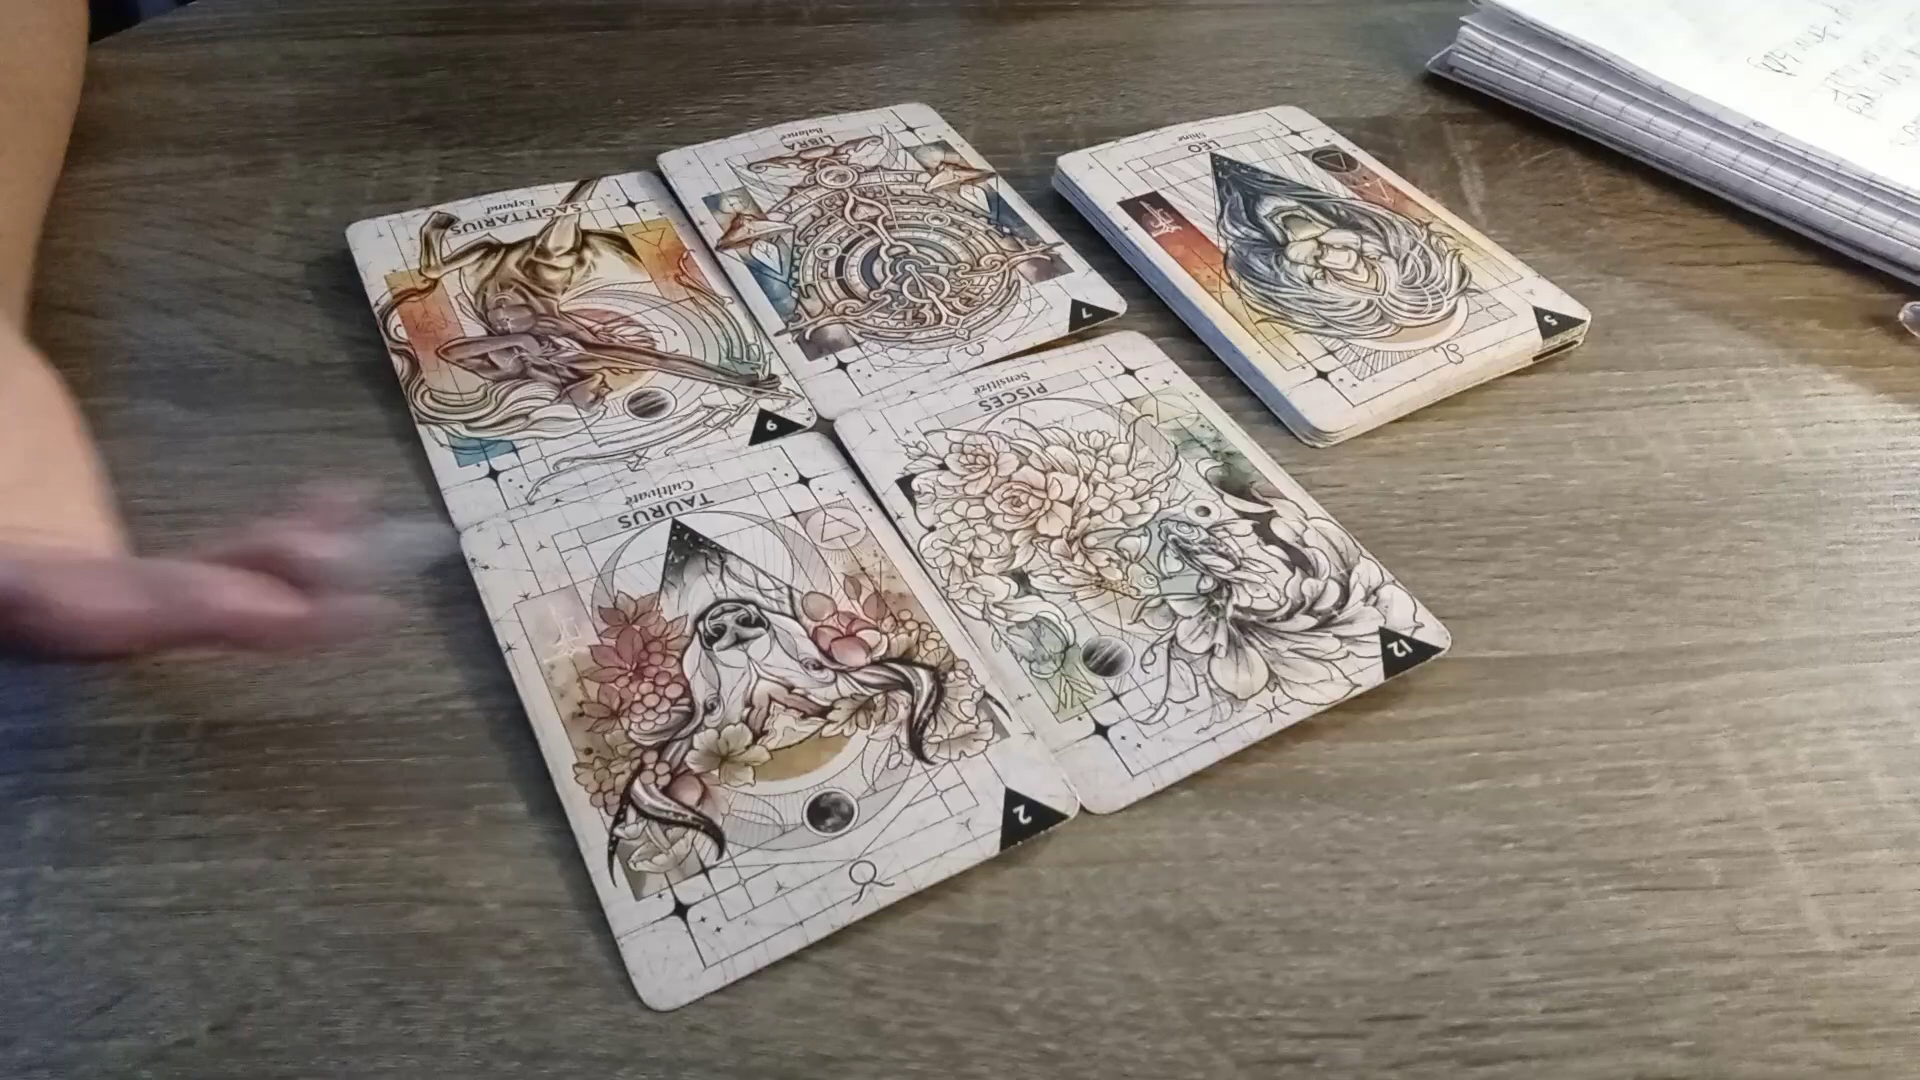 LIBRA
Balance
7
LEO
Shine
5
SAGITTARIUS
Expand
9
PISCES
Sensitize
12
TAURUS
Cultivate
2